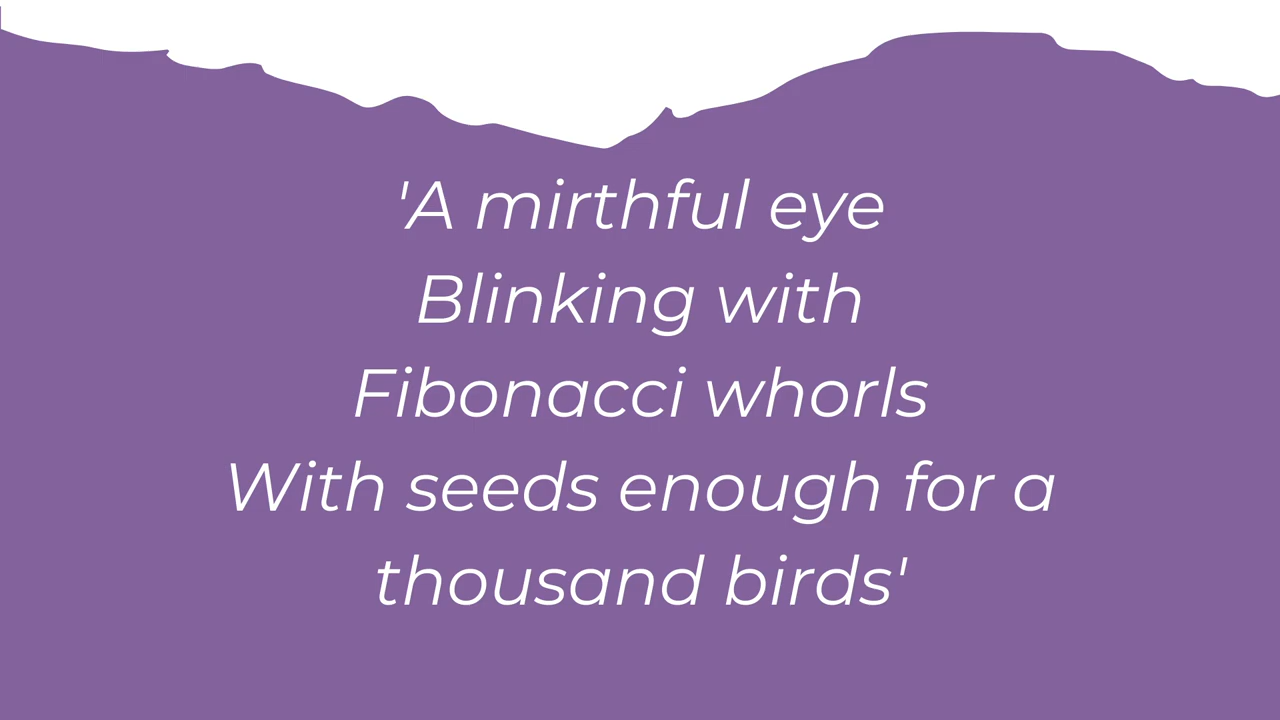 'A mirthful eye
Blinking with
Fibonacci whorls
With seeds enough for a
thousand birds'